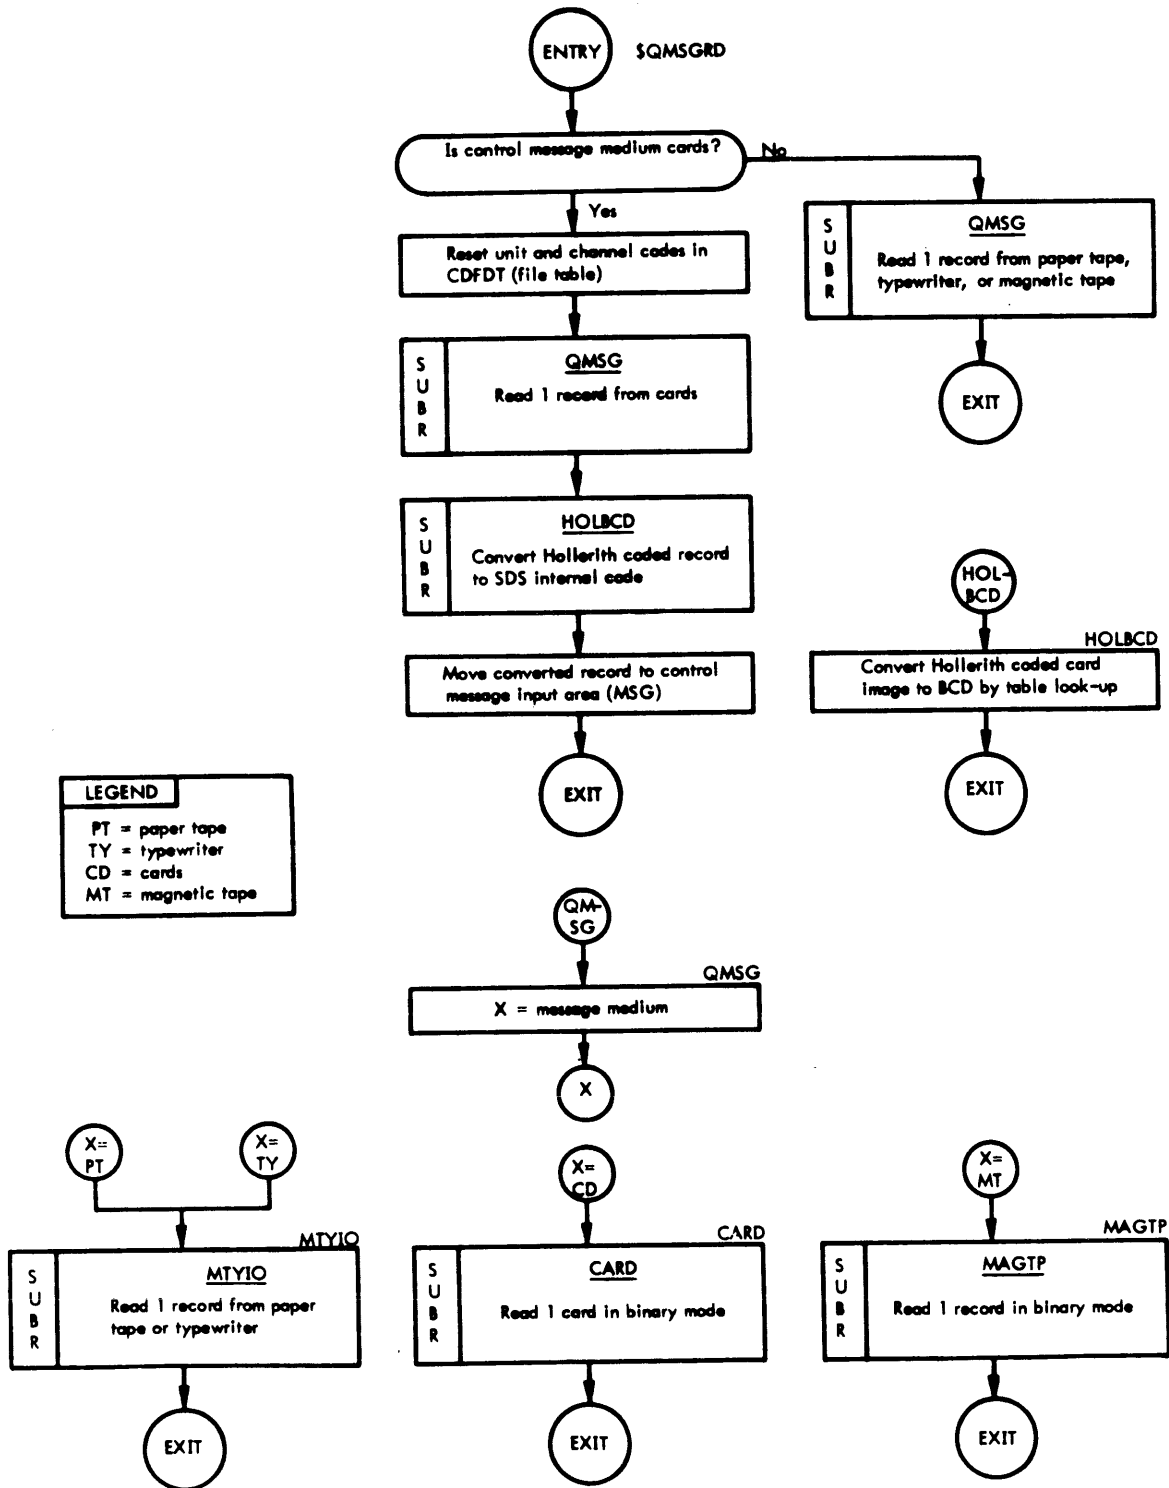 ENTRY $QMSGRD
Is control message medium cards?
No
Yes
Reset unit and channel codes in
CDFDT (file table)
SUBR
QMSG
Read 1 record from paper tape,
typewriter, or magnetic tape
EXIT
SUBR
QMSG
Read 1 record from cards
SUBR
HOLBCD
Convert Hollerith coded record
to SDS internal code
Move converted record to control
message input area (MSG)
EXIT
HOL-
BCD
HOLBCD
Convert Hollerith coded card
image to BCD by table look-up
EXIT
LEGEND
PT = paper tape
TY = typewriter
CD = cards
MT = magnetic tape
QM-
SG
QMSG
X = message medium
X
X=
PT
X=
TY
MTYIO
SUBR
MTYIO
Read 1 record from paper
tape or typewriter
EXIT
X=
CD
CARD
SUBR
CARD
Read 1 card in binary mode
EXIT
X=
MT
MAGTP
SUBR
MAGTP
Read 1 record in binary mode
EXIT